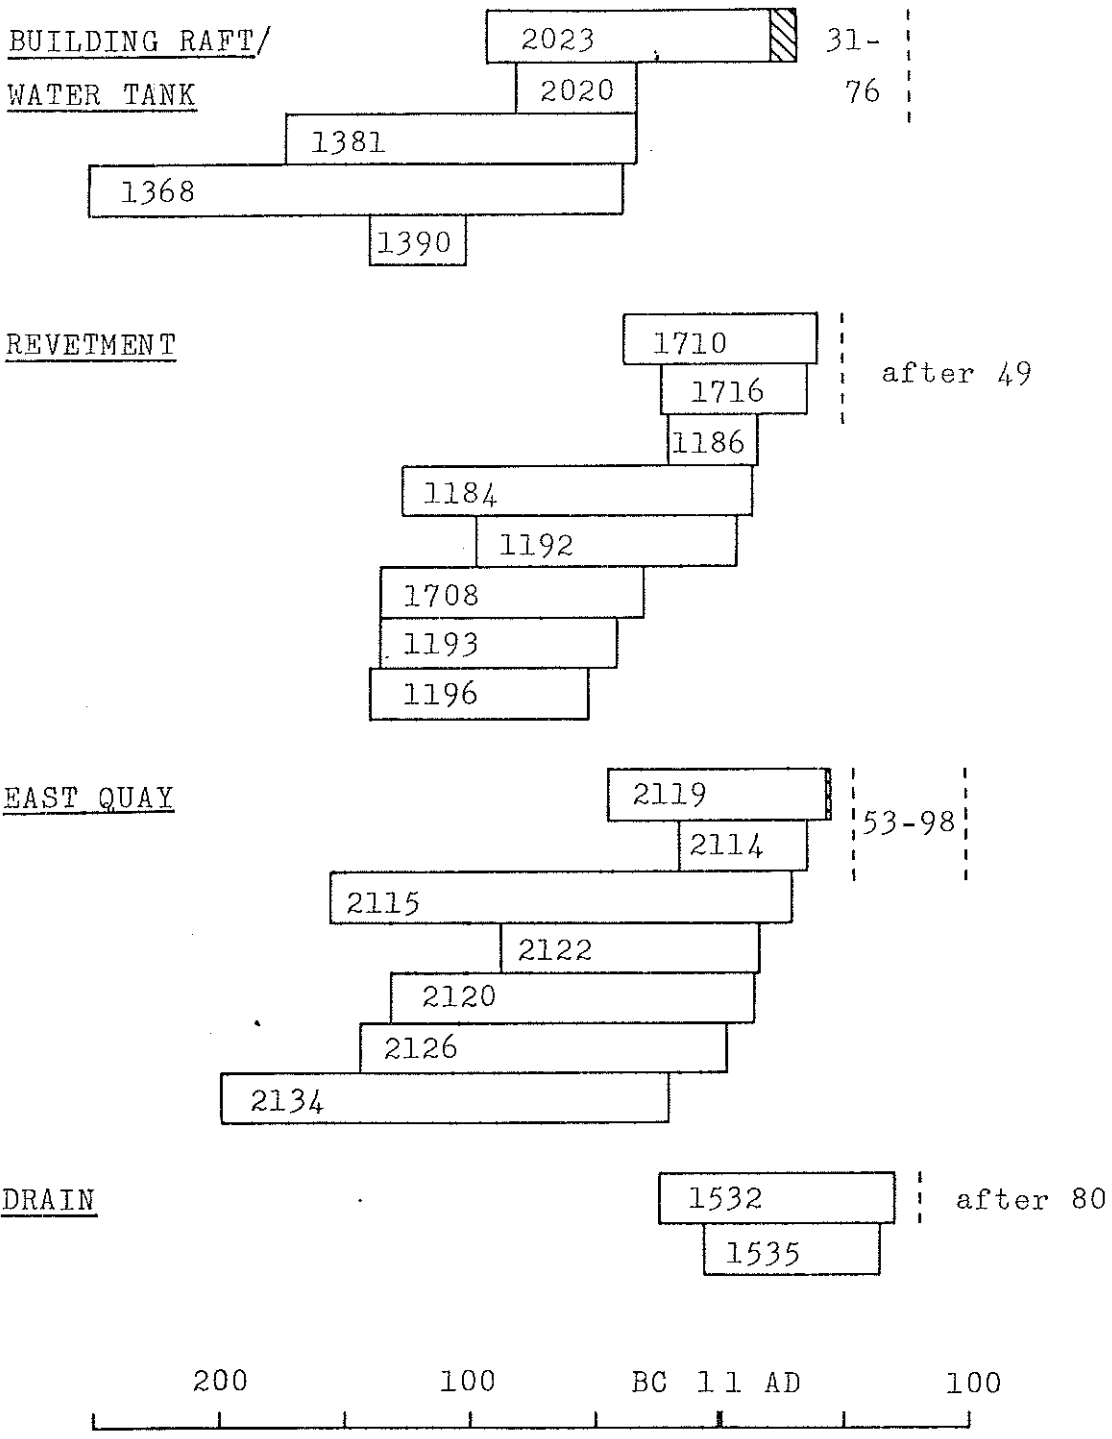 BUILDING RAFT/ 2023 31-
WATER TANK 2020 76
1381
1368
1390
REVETMENT 1710
after 49
1716
1186
1184
1192
1708
1193
1196
EAST QUAY 2119
53-98
2114
2115
2122
2120
2126
2134
DRAIN 1532 after 80
1535
200 100 BC 1 1 AD 100